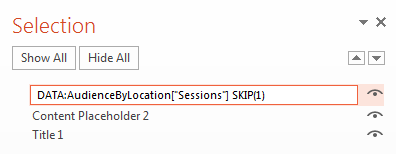 Selection
Show All Hide All
DATA:AudienceByLocation["Sessions"] SKIP(1)
Content Placeholder 2
Title 1